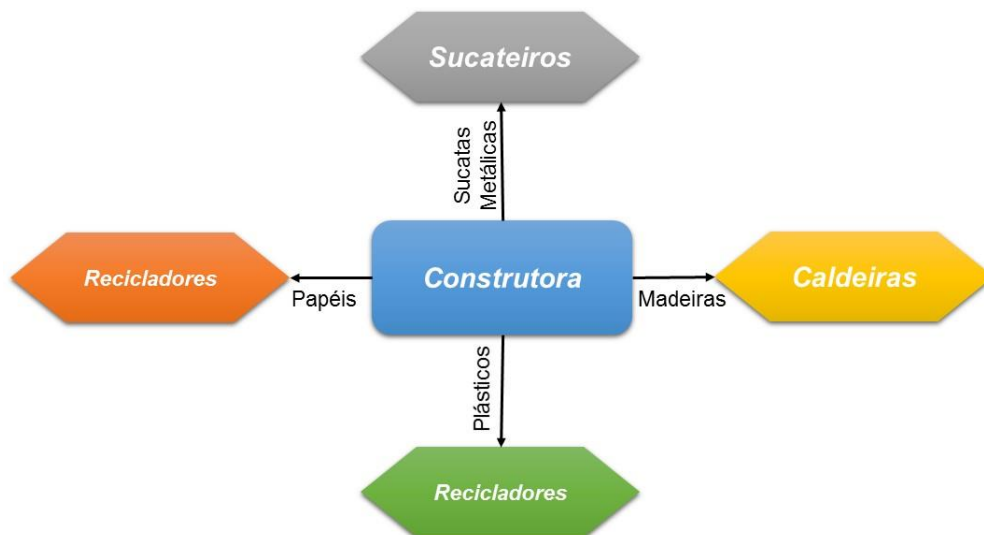 Sucateiros
Sucatas
Metálicas
Recicladores
Papéis
Construtora
Madeiras
Caldeiras
Plásticos
Recicladores